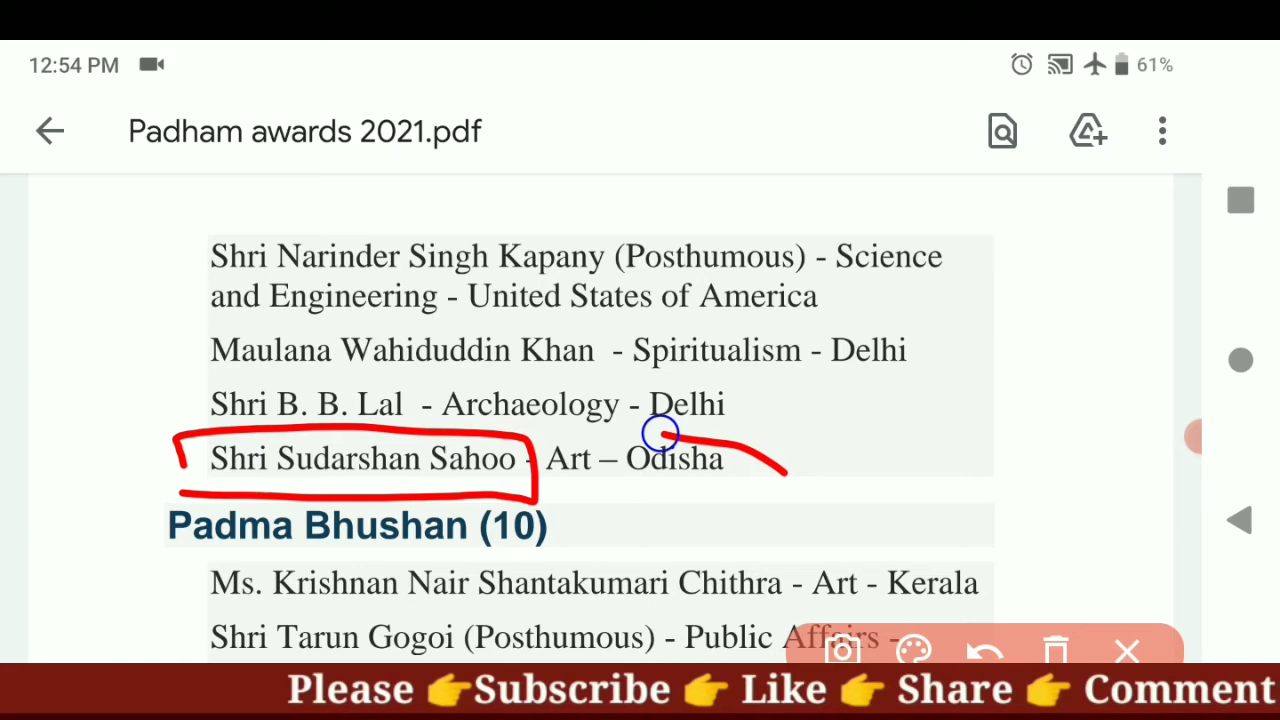 12:54 PM 61%
Padham awards 2021.pdf
Shri Narinder Singh Kapany (Posthumous) - Science
and Engineering - United States of America
Maulana Wahiduddin Khan - Spiritualism - Delhi
Shri B. B. Lal - Archaeology - Delhi
Shri Sudarshan Sahoo - Art – Odisha
Padma Bhushan (10)
Ms. Krishnan Nair Shantakumari Chithra - Art - Kerala
Shri Tarun Gogoi (Posthumous) - Public Affairs -
Please 👉Subscribe 👉 Like 👉 Share 👉 Comment